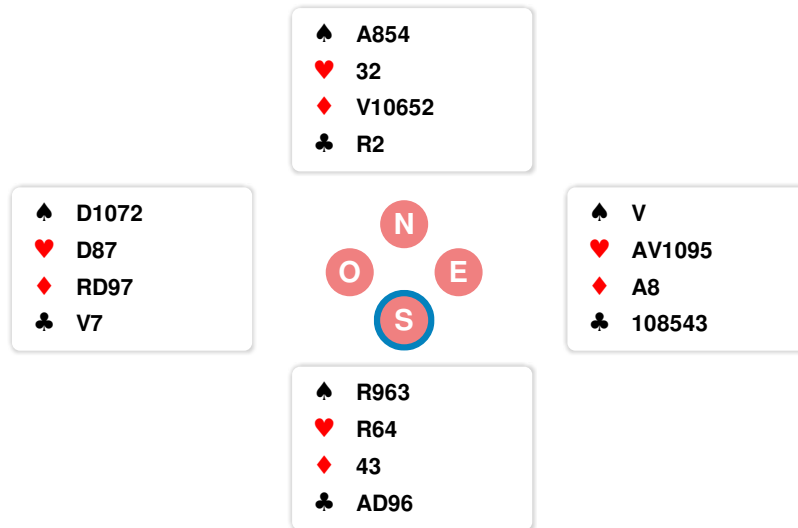 ♠ A854
♥ 32
♦ V10652
♣ R2
♠ D1072
♥ D87
♦ RD97
♣ V7
N
O E
S
♠ V
♥ AV1095
♦ A8
♣ 108543
♠ R963
♥ R64
♦ 43
♣ AD96